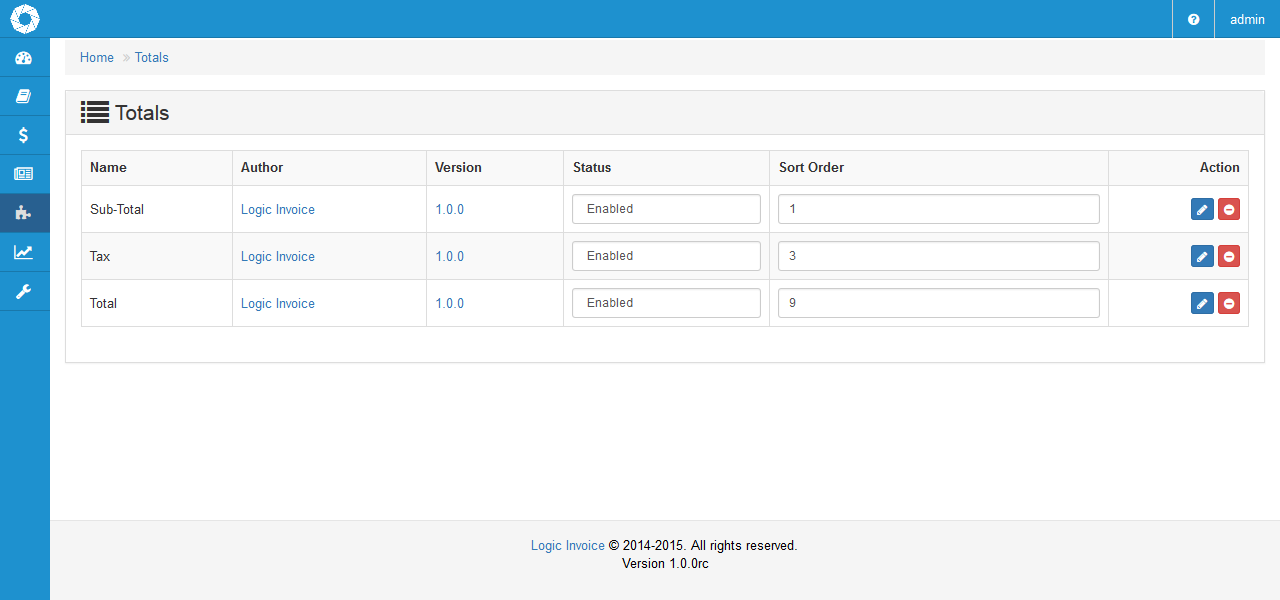 admin
Home » Totals
Totals
Name Author Version Status Sort Order Action
Sub-Total Logic Invoice 1.0.0 Enabled 1
Tax Logic Invoice 1.0.0 Enabled 3
Total Logic Invoice 1.0.0 Enabled 9
Logic Invoice © 2014-2015. All rights reserved.
Version 1.0.0rc